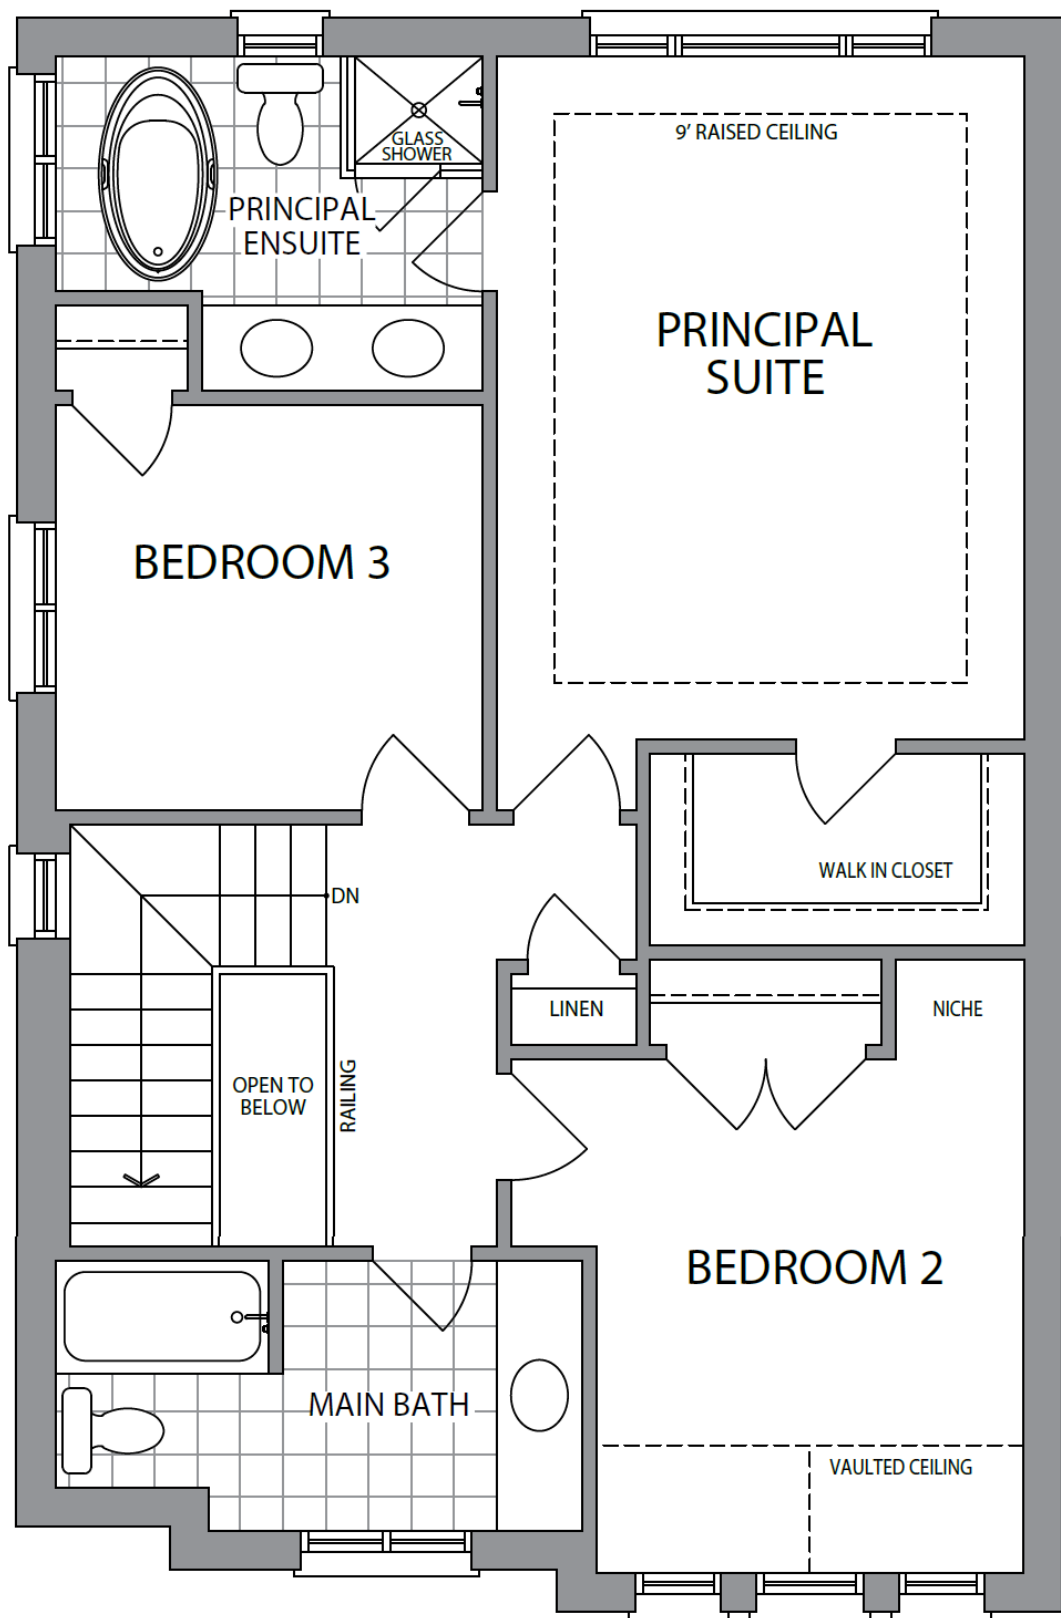 9' RAISED CEILING
GLASS
SHOWER
PRINCIPAL
ENSUITE
PRINCIPAL
SUITE
BEDROOM 3
WALK IN CLOSET
DN
LINEN
NICHE
OPEN TO
BELOW
RAILING
BEDROOM 2
MAIN BATH
VAULTED CEILING